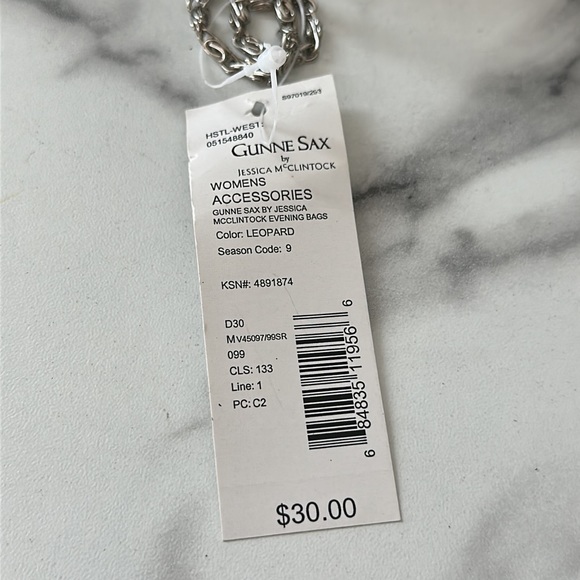 S97019/253
HSTL-WEST:
051548840
GUNNE SAX
by
JESSICA McCLINTOCK
WOMENS
ACCESSORIES
GUNNE SAX BY JESSICA
MCCLINTOCK EVENING BAGS
Color: LEOPARD
Season Code: 9
KSN#: 4891874
D30
MV45097/99SR
099
CLS: 133
Line: 1
PC: C2
6 84835 11956 6
$30.00